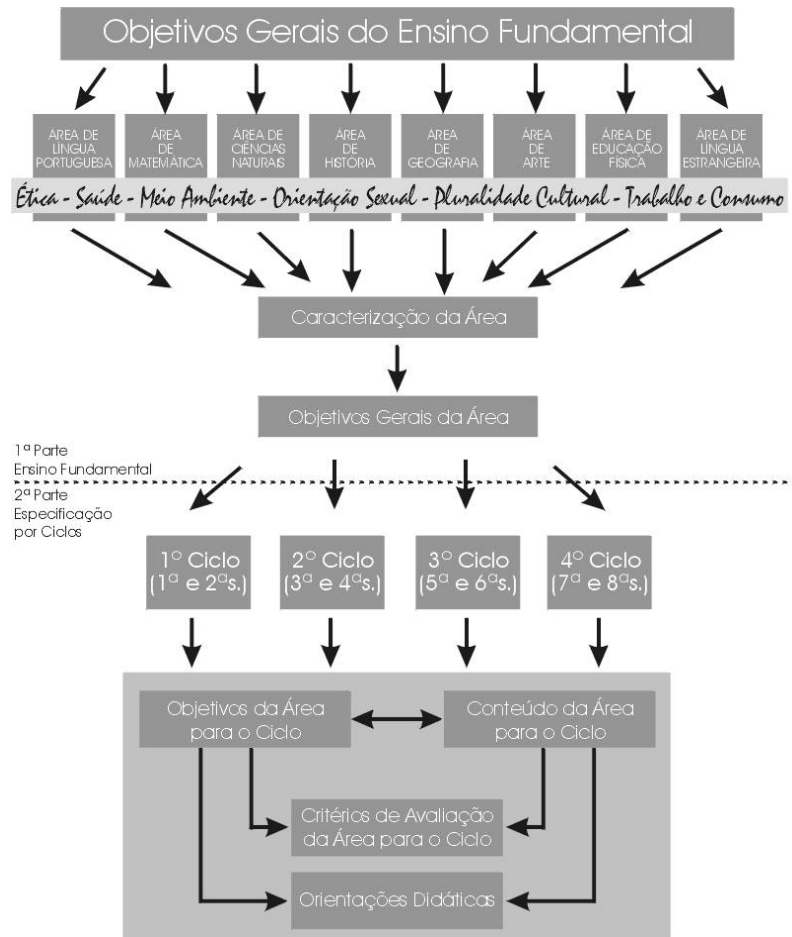 Objetivos Gerais do Ensino Fundamental
ÁREA DE
LÍNGUA
PORTUGUESA
ÁREA
DE
MATEMÁTICA
ÁREA DE
CIÊNCIAS
NATURAIS
ÁREA
DE
HISTÓRIA
ÁREA
DE
GEOGRAFIA
ÁREA
DE
ARTE
ÁREA DE
EDUCAÇÃO
FÍSICA
ÁREA DE
LÍNGUA
ESTRANGEIRA
Ética - Saúde - Meio Ambiente - Orientação Sexual - Pluralidade Cultural - Trabalho e Consumo
Caracterização da Área
Objetivos Gerais da Área
1ª Parte
Ensino Fundamental
2ª Parte
Especificação
por Ciclos
1º Ciclo
(1ª e 2ªs.)
2º Ciclo
(3ª e 4ªs.)
3º Ciclo
(5ª e 6ªs.)
4º Ciclo
(7ª e 8ªs.)
Objetivos da Área
para o Ciclo
Conteúdo da Área
para o Ciclo
Critérios de Avaliação
da Área para o Ciclo
Orientações Didáticas